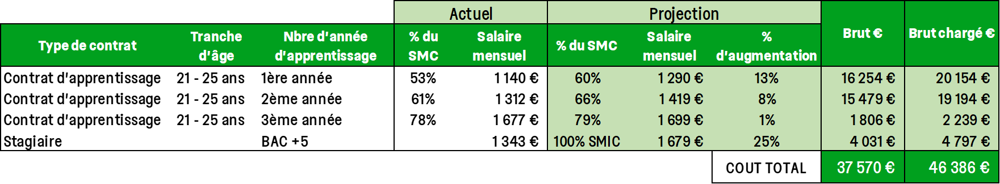 Actuel Projection
Type de contrat Tranche d'âge Nbre d'année d'apprentissage % du SMC Salaire mensuel % du SMC Salaire mensuel % d'augmentation Brut € Brut chargé €
Contrat d'apprentissage 21 - 25 ans 1ère année 53% 1 140 € 60% 1 290 € 13% 16 254 € 20 154 €
Contrat d'apprentissage 21 - 25 ans 2ème année 61% 1 312 € 66% 1 419 € 8% 15 479 € 19 194 €
Contrat d'apprentissage 21 - 25 ans 3ème année 78% 1 677 € 79% 1 699 € 1% 1 806 € 2 239 €
Stagiaire BAC +5 1 343 € 100% SMIC 1 679 € 25% 4 031 € 4 797 €
COUT TOTAL 37 570 € 46 386 €